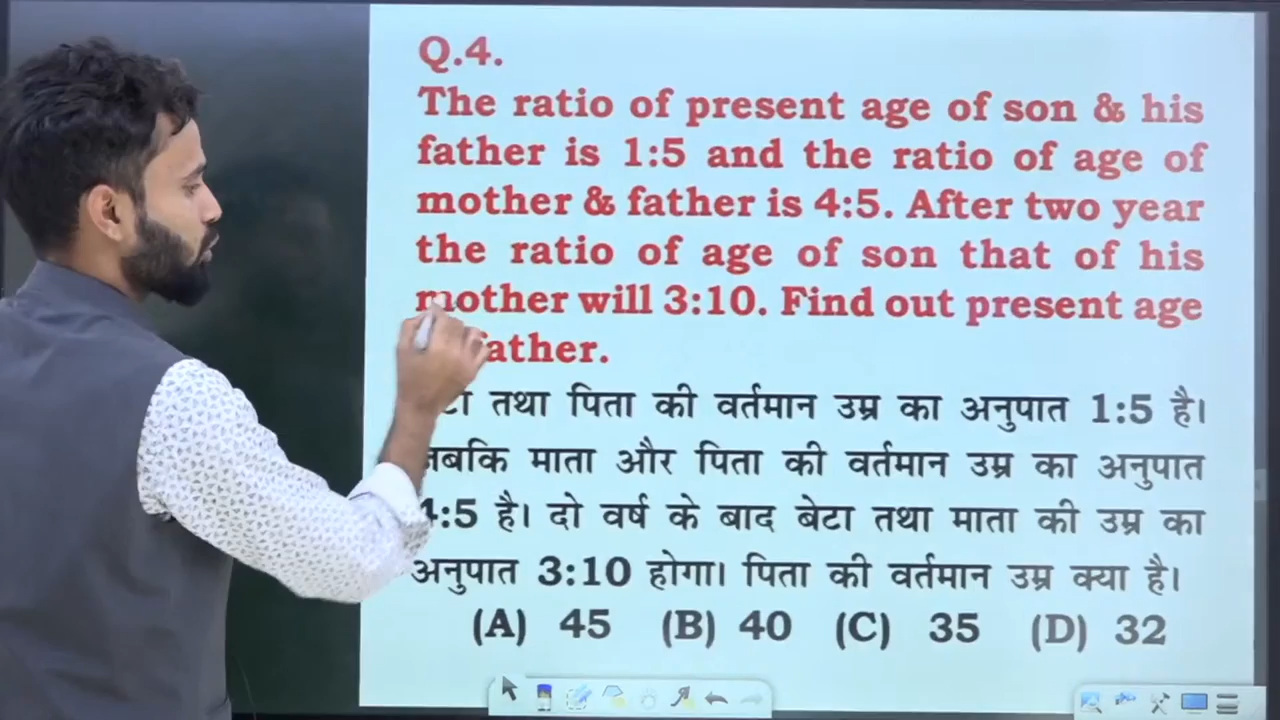 Q.4.
The ratio of present age of son & his
father is 1:5 and the ratio of age of
mother & father is 4:5. After two year
the ratio of age of son that of his
mother will 3:10. Find out present age
father.
तथा पिता की वर्तमान उम्र का अनुपात 1:5 है।
जबकि माता और पिता की वर्तमान उम्र का अनुपात
4:5 है। दो वर्ष के बाद बेटा तथा माता की उम्र का
अनुपात 3:10 होगा। पिता की वर्तमान उम्र क्या है।
(A) 45 (B) 40 (C) 35 (D) 32